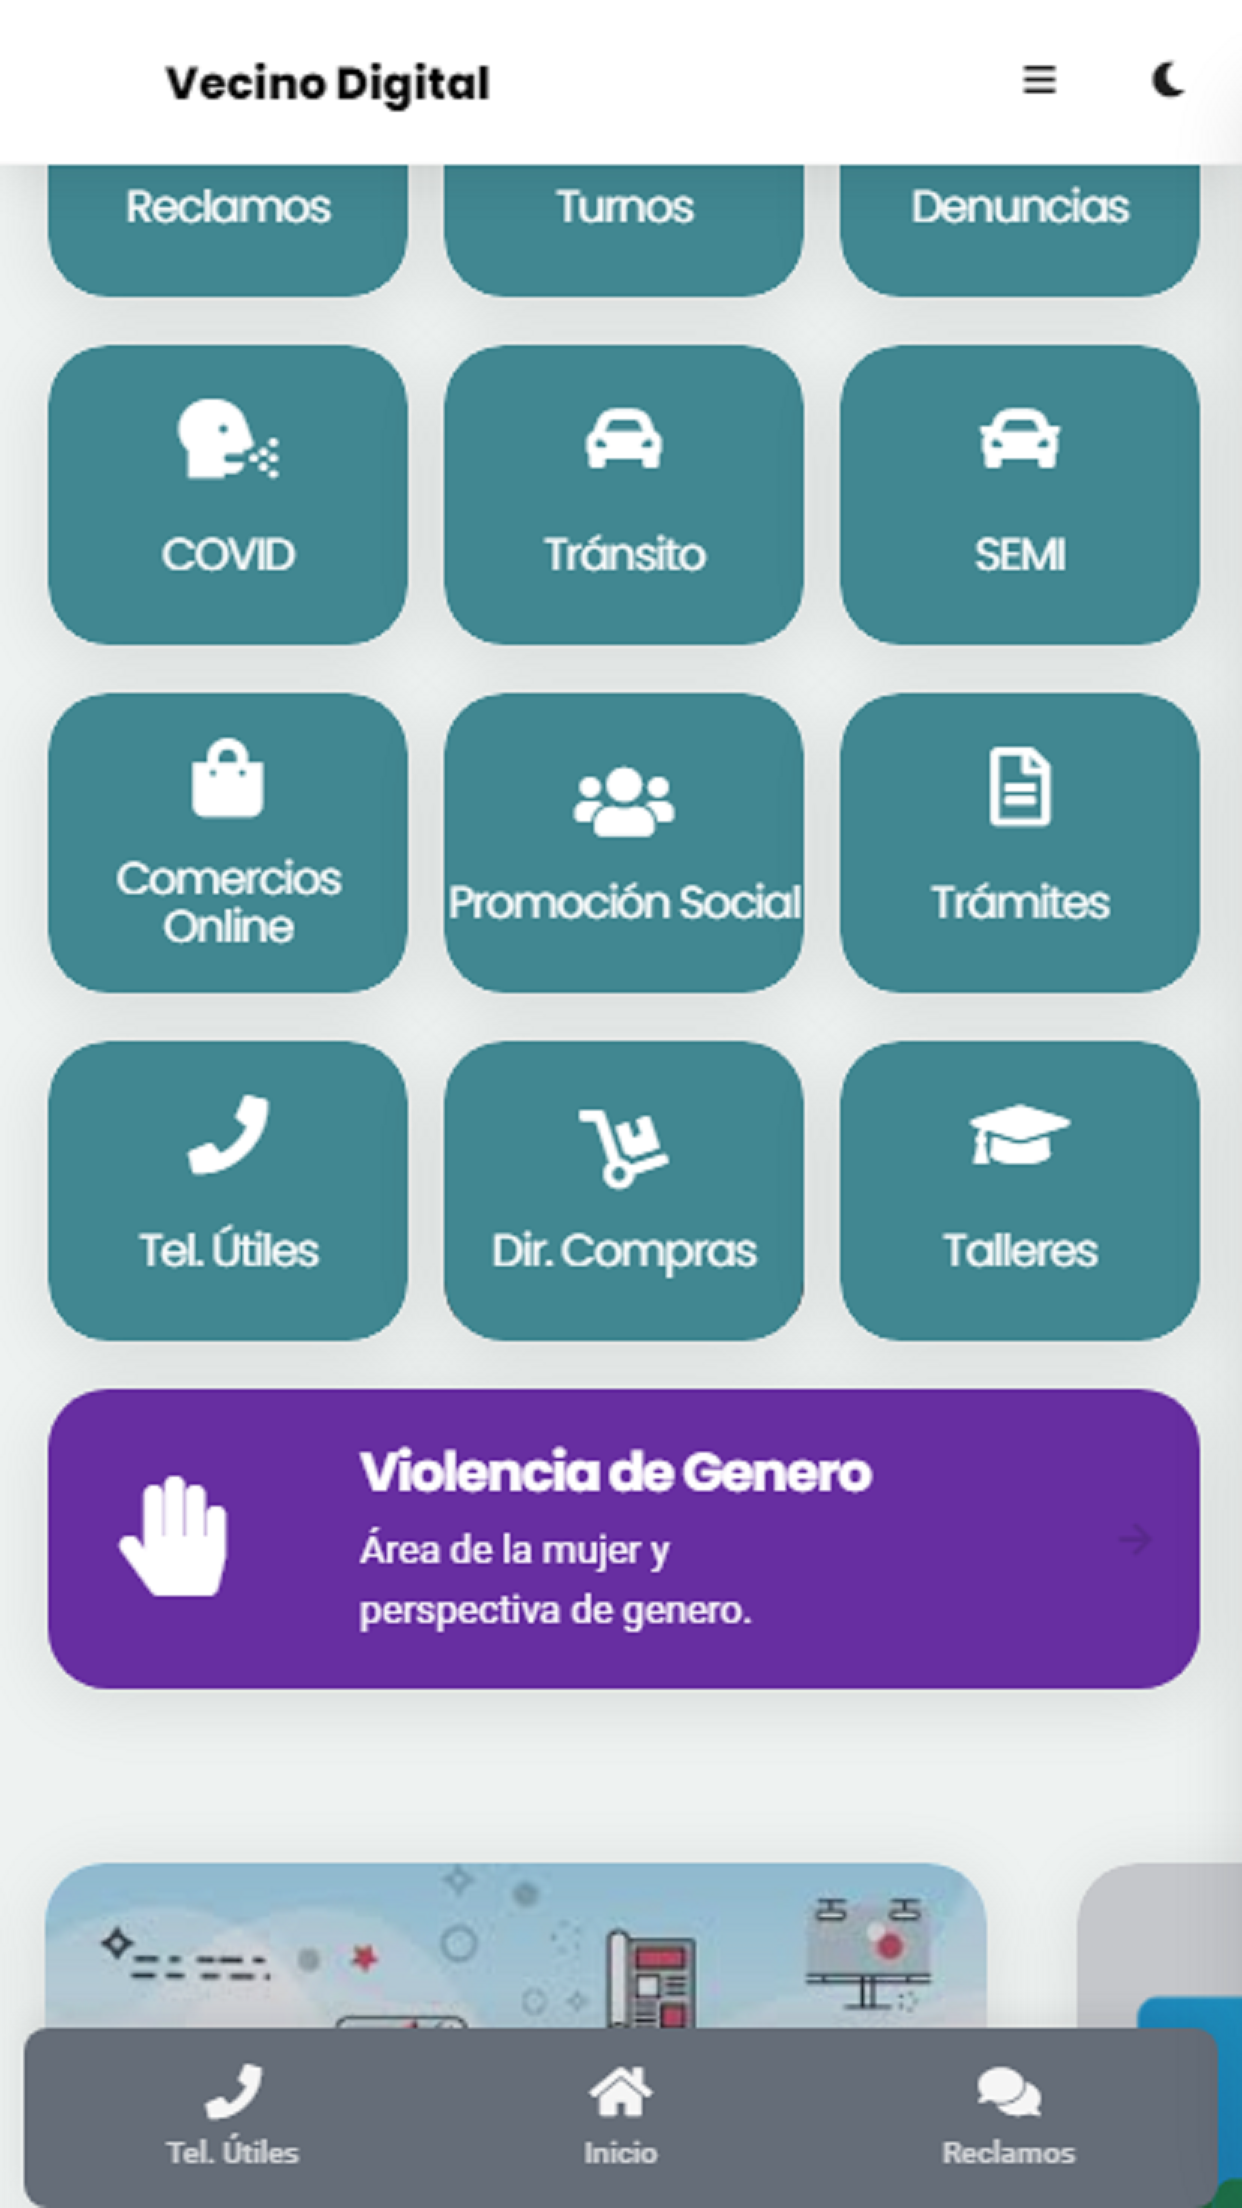 Vecino Digital
Reclamos
Turnos
Denuncias
COVID
Tránsito
SEMI
Comercios
Online
Promoción Social
Trámites
Tel. Útiles
Dir. Compras
Talleres
Violencia de Genero
Área de la mujer y
perspectiva de genero.
Tel. Útiles
Inicio
Reclamos